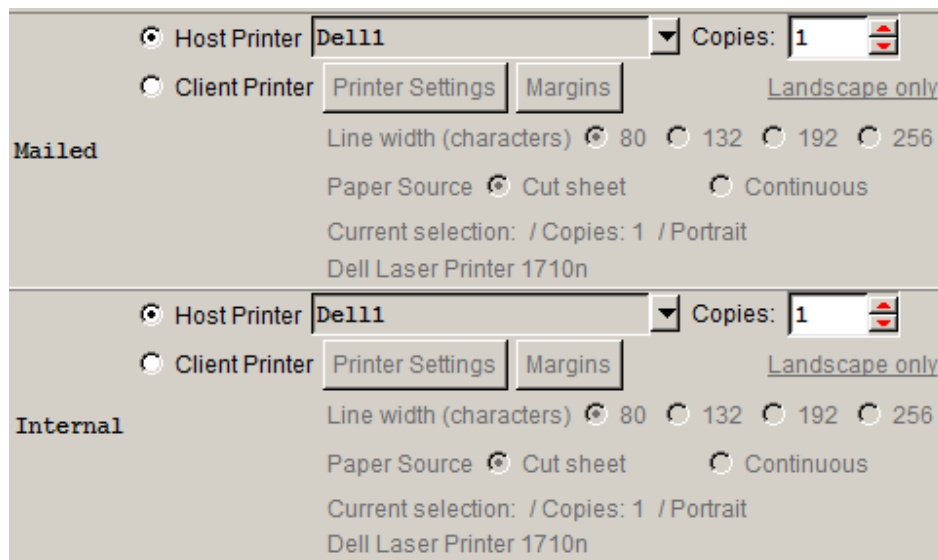 Host Printer Dell1 Copies: 1
Client Printer Printer Settings Margins Landscape only
Mailed
Line width (characters) 80 132 192 256
Paper Source Cut sheet Continuous
Current selection: / Copies: 1 / Portrait
Dell Laser Printer 1710n
Host Printer Dell1 Copies: 1
Client Printer Printer Settings Margins Landscape only
Internal
Line width (characters) 80 132 192 256
Paper Source Cut sheet Continuous
Current selection: / Copies: 1 / Portrait
Dell Laser Printer 1710n